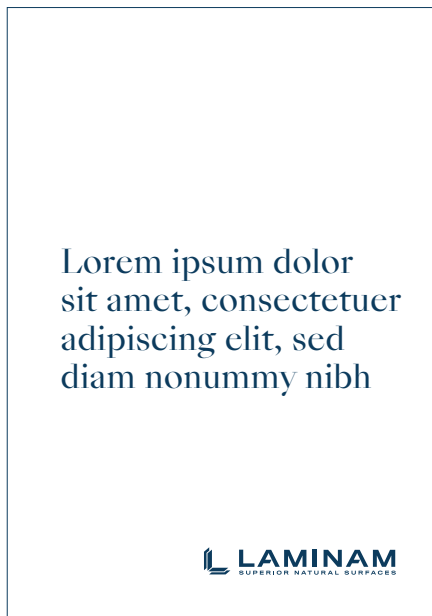 Lorem ipsum dolor
sit amet, consectetuer
adipiscing elit, sed
diam nonummy nibh
LAMINAM
SUPERIOR NATURAL SURFACES